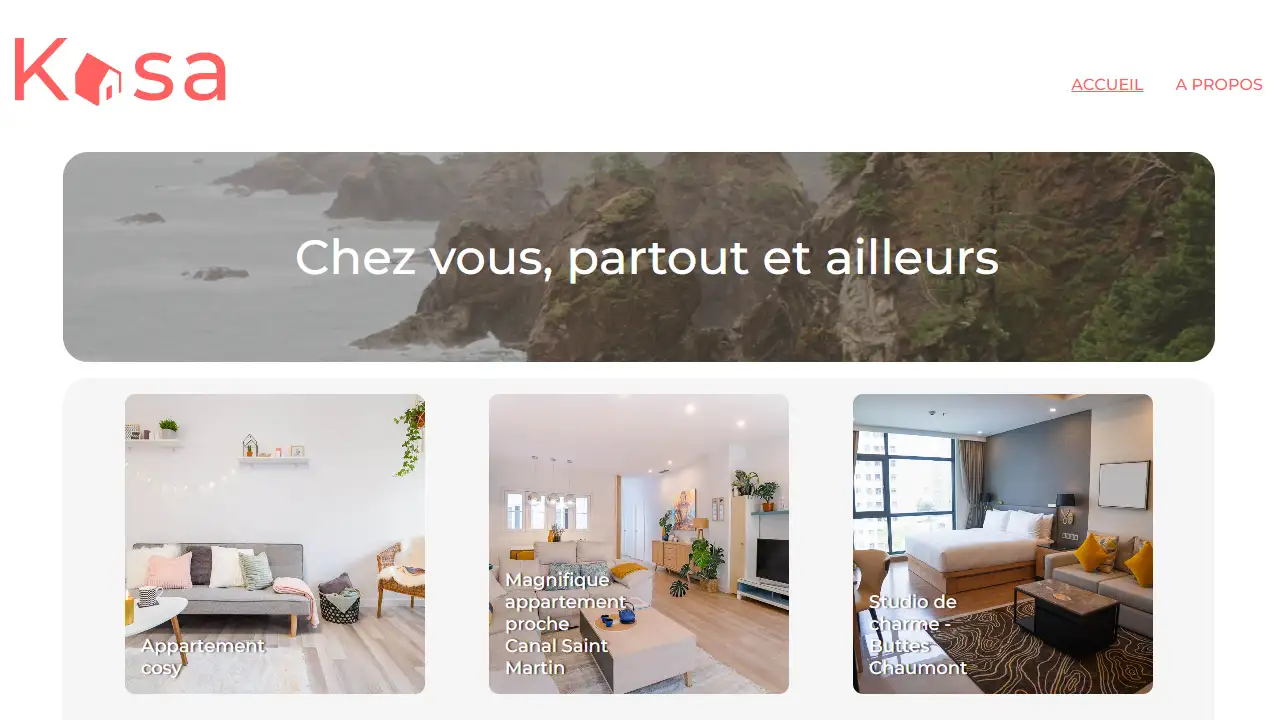 Kasa
ACCUEIL
A PROPOS
Chez vous, partout et ailleurs
Appartement
cosy
Magnifique
appartement
proche
Canal Saint
Martin
Studio de
charme -
Buttes
Chaumont